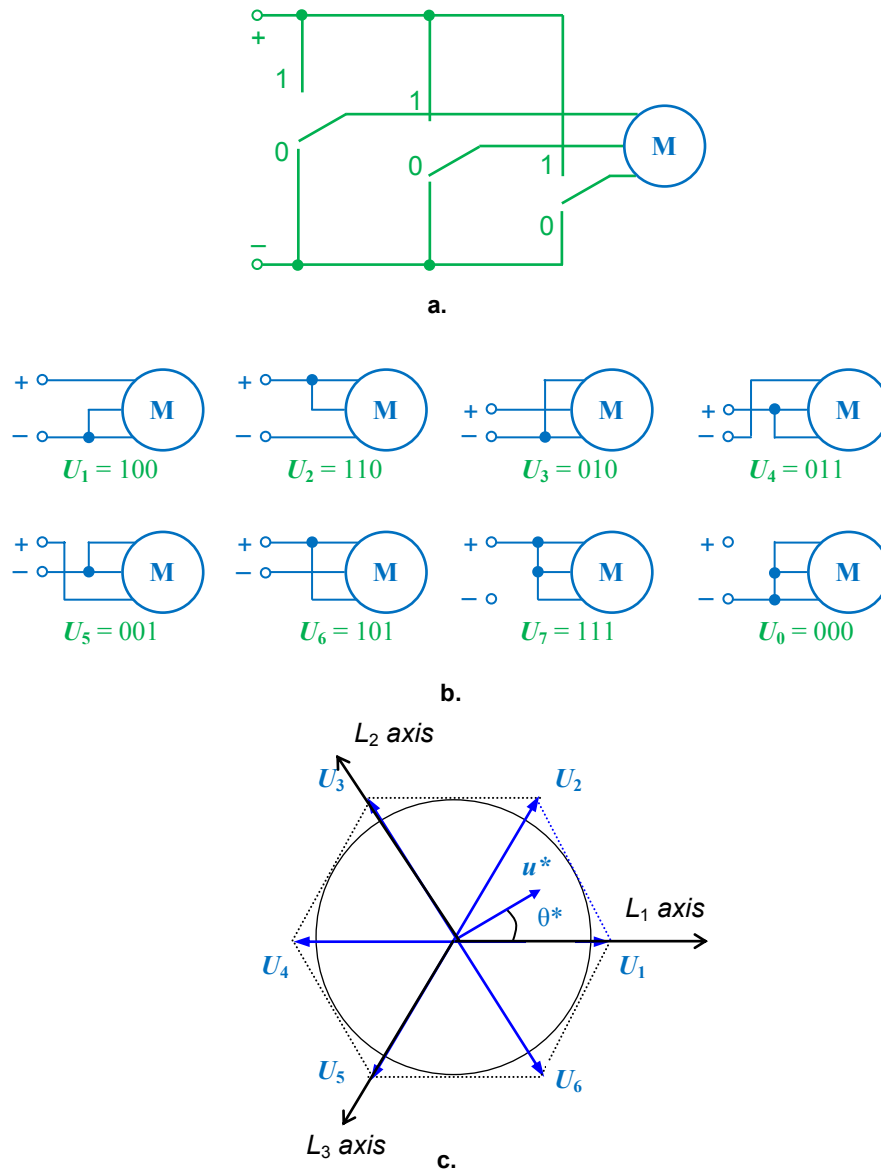 +
1
1
M
0
0
1
0
−
a.
+ M
−
U1 = 100
+ M
−
U2 = 110
+ M
−
U3 = 010
+ M
−
U4 = 011
+
− M
U5 = 001
+
− M
U6 = 101
+
M
−
U7 = 111
+
M
−
U0 = 000
b.
L2 axis
U3
U2
u*
L1 axis
θ*
U4
U1
U5
U6
L3 axis
c.